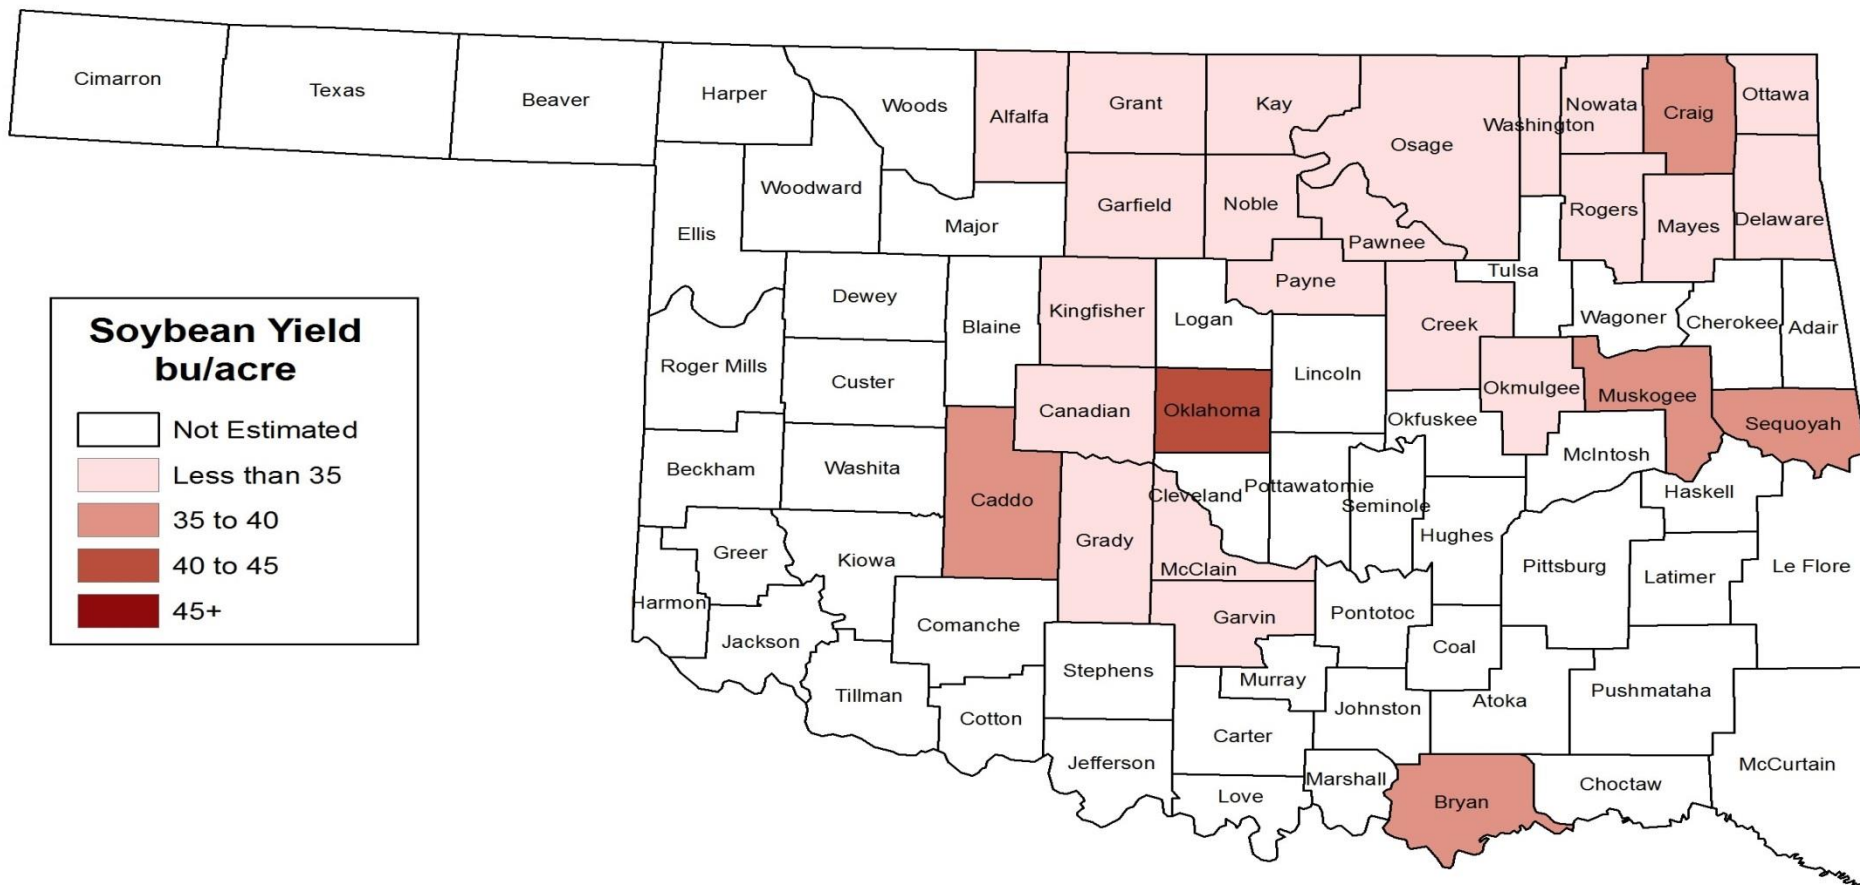 Cimarron
Texas
Beaver
Harper
Woods
Alfalfa
Grant
Kay
Osage
Washington
Nowata
Craig
Ottawa
Ellis
Woodward
Major
Garfield
Noble
Pawnee
Rogers
Mayes
Delaware
Dewey
Blaine
Kingfisher
Logan
Payne
Creek
Tulsa
Wagoner
Cherokee
Adair
Roger Mills
Custer
Canadian
Oklahoma
Lincoln
Okfuskee
Okmulgee
Muskogee
Sequoyah
Beckham
Washita
Caddo
Grady
Cleveland
Pottawatomie
Seminole
McIntosh
Haskell
Greer
Kiowa
McClain
Hughes
Pittsburg
Latimer
Le Flore
Harmon
Jackson
Comanche
Garvin
Pontotoc
Coal
Tillman
Cotton
Stephens
Murray
Johnston
Atoka
Pushmataha
Jefferson
Carter
Love
Marshall
Bryan
Choctaw
McCurtain
Soybean Yield
bu/acre
Not Estimated
Less than 35
35 to 40
40 to 45
45+